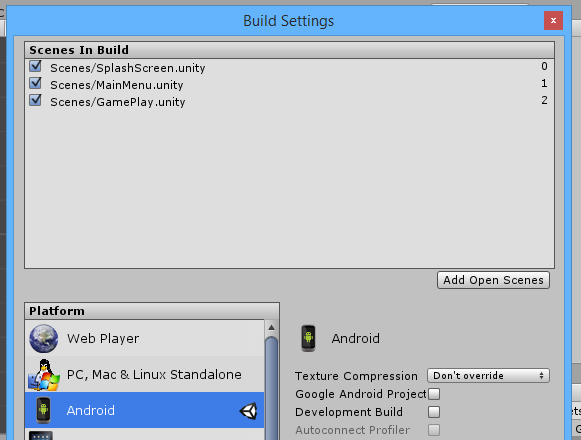 Build Settings
x
Scenes In Build
Scenes/SplashScreen.unity 0
Scenes/MainMenu.unity 1
Scenes/GamePlay.unity 2
Add Open Scenes
Platform
Web Player
PC, Mac & Linux Standalone
Android
Android
Texture Compression Don't override
Google Android Project
Development Build
Autoconnect Profiler